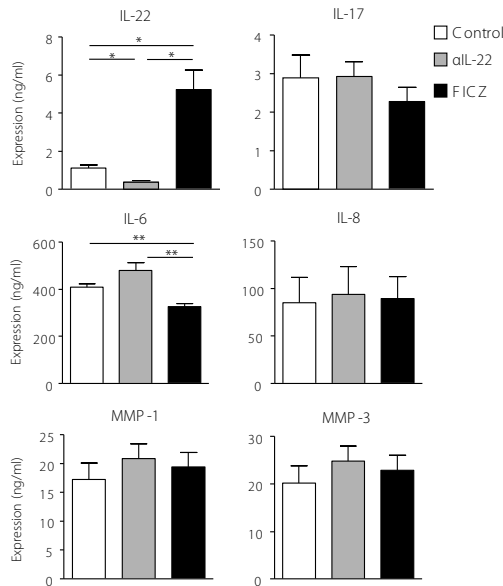 IL-22
IL-17
Control
αIL-22
FICZ
Expression (ng/ml)
8
6
4
2
0
*
*
*
4
3
2
1
0
IL-6
IL-8
Expression (ng/ml)
600
400
200
0
**
**
150
100
50
0
MMP-1
MMP-3
Expression (ng/ml)
25
20
15
10
5
0
30
20
10
0